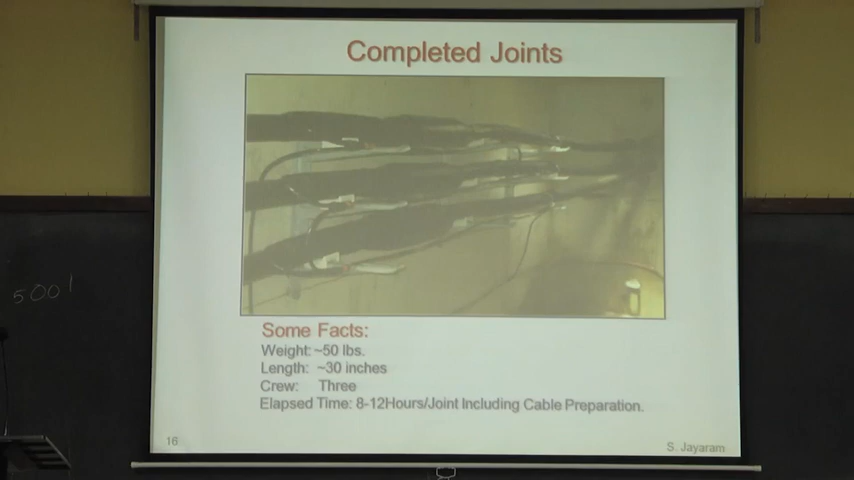 Completed Joints
Some Facts:
Weight: ~50 lbs.
Length: ~30 inches
Crew: Three
Elapsed Time: 8-12Hours/Joint Including Cable Preparation.
16
S. Jayaram
5001